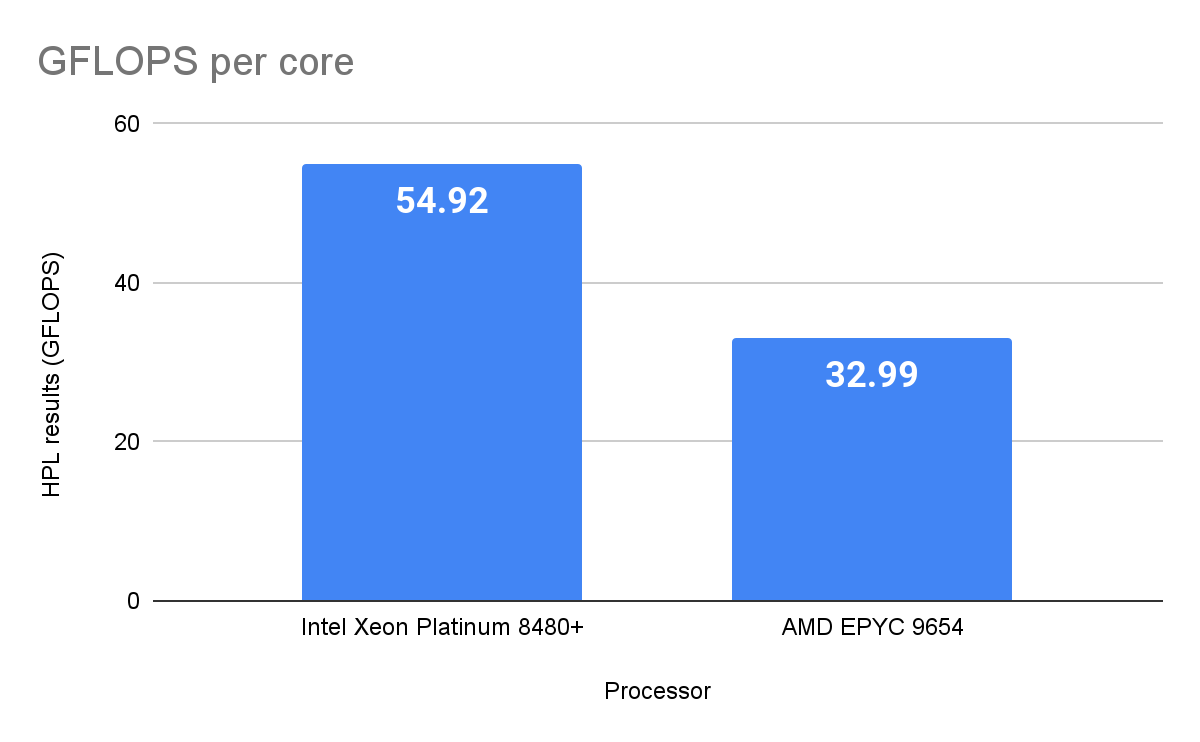 GFLOPS per core
HPL results (GFLOPS)
60
40
20
0
54.92
32.99
Intel Xeon Platinum 8480+
AMD EPYC 9654
Processor